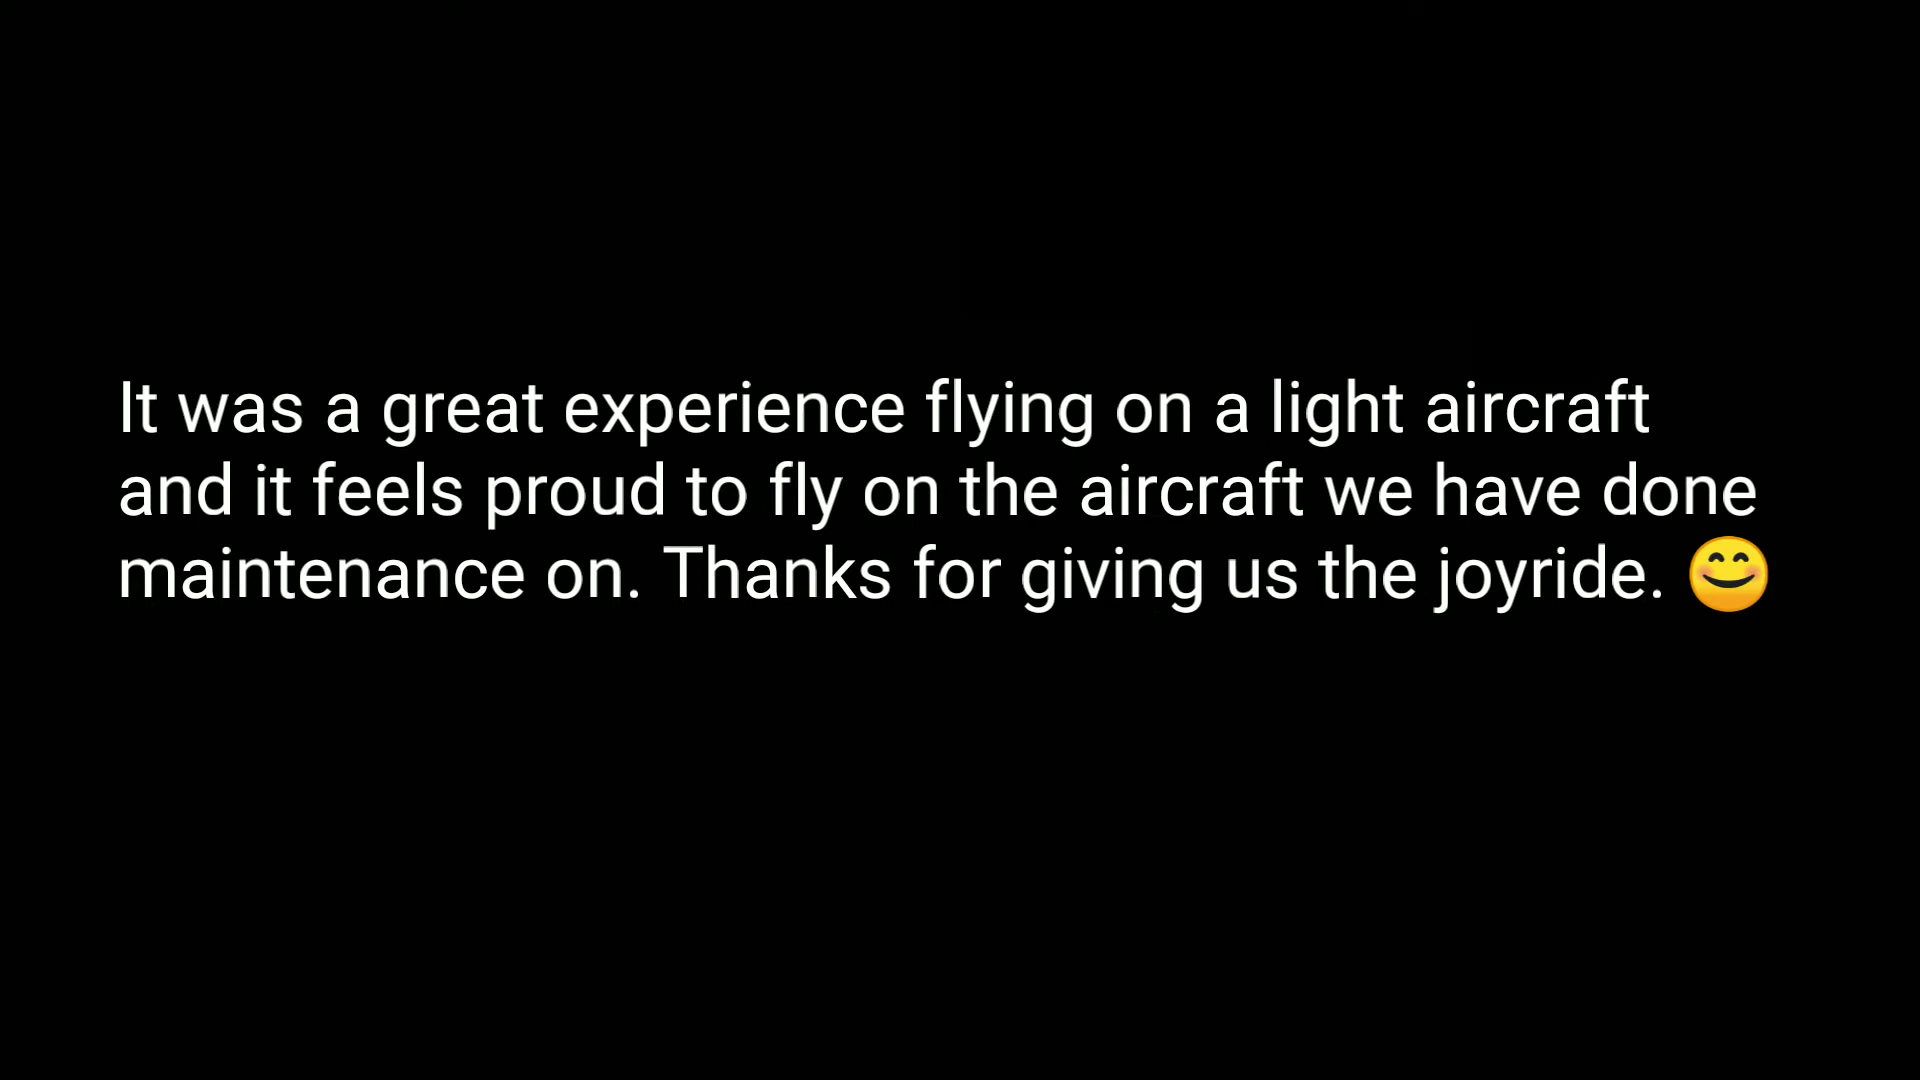 It was a great experience flying on a light aircraft
and it feels proud to fly on the aircraft we have done
maintenance on. Thanks for giving us the joyride. 😊